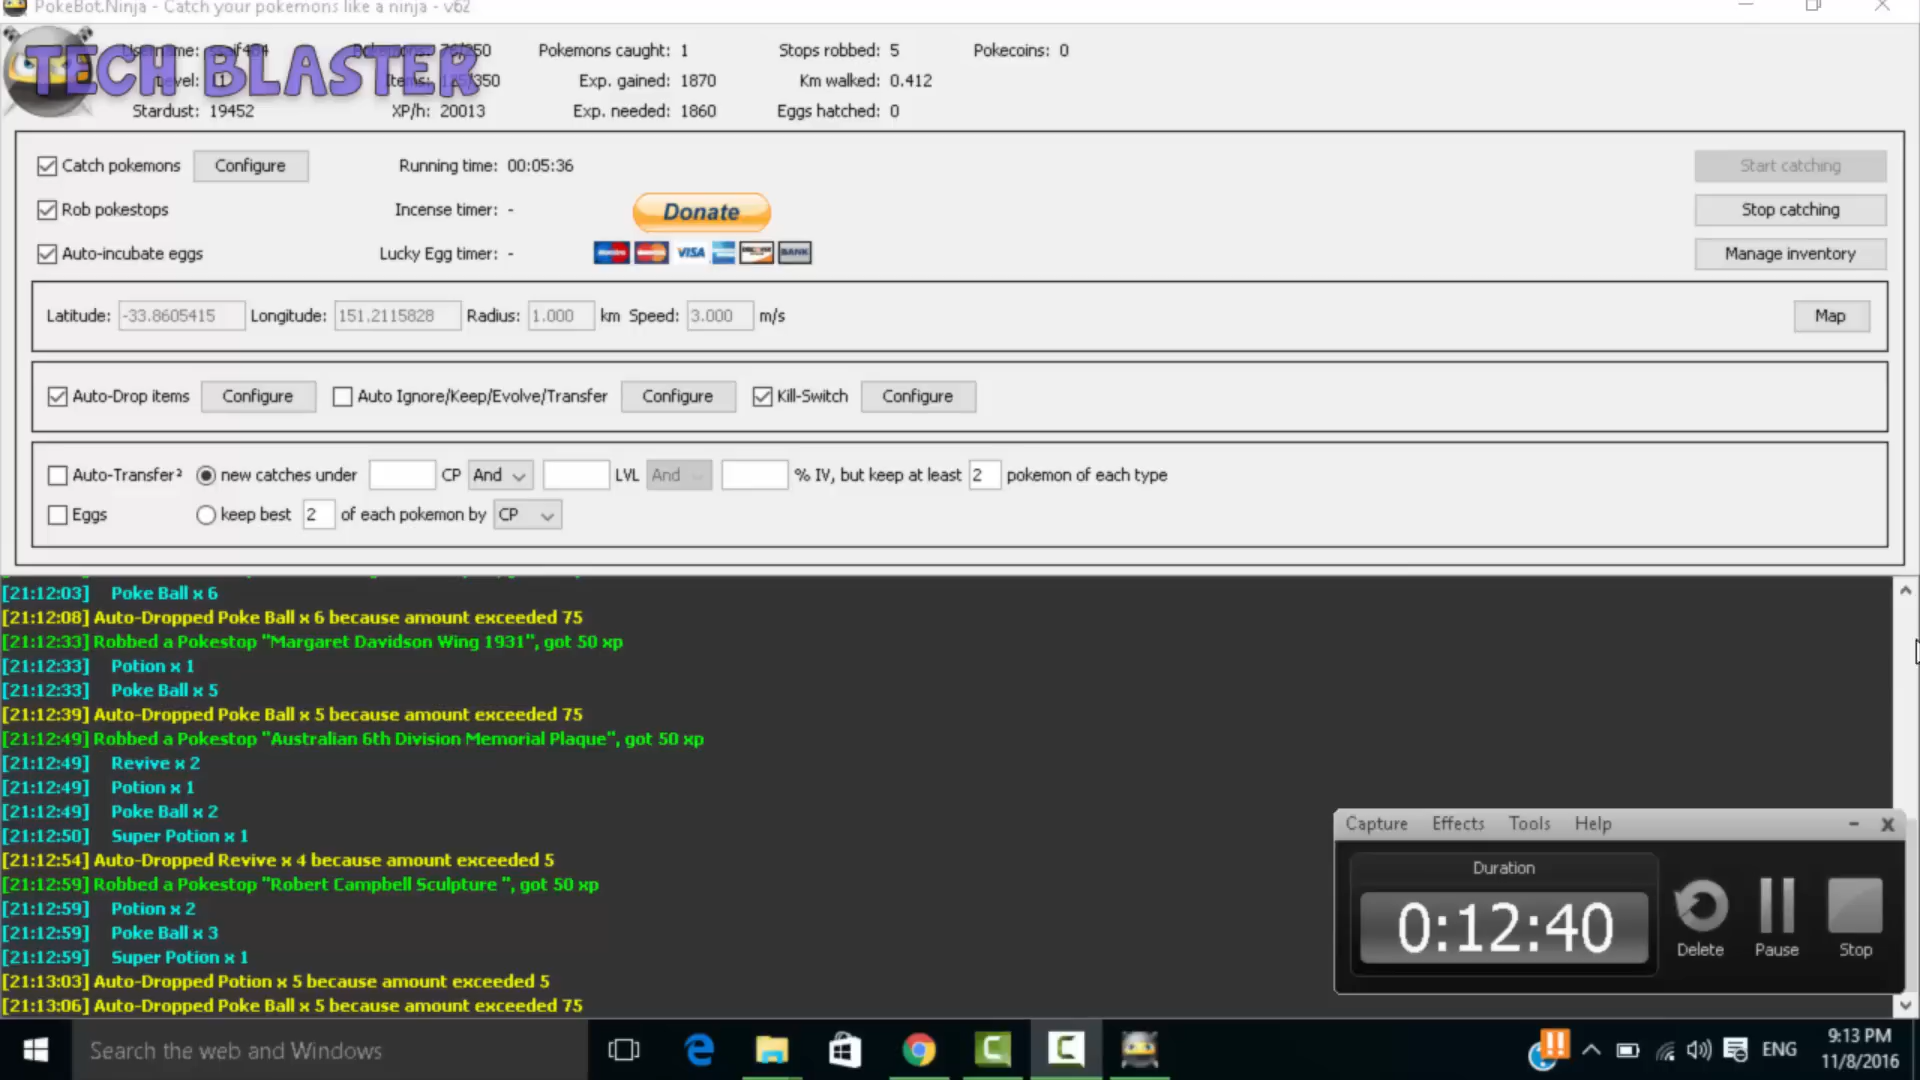 PokeBot.Ninja - Catch your pokemons like a ninja - v62
TECH BLASTER
Pokemons caught: 1 Stops robbed: 5 Pokecoins: 0
Level: 11 Items: /350 Exp. gained: 1870 Km walked: 0.412
Stardust: 19452 XP/h: 20013 Exp. needed: 1860 Eggs hatched: 0
Catch pokemons Configure Running time: 00:05:36 Start catching
Rob pokestops Incense timer: - Donate Stop catching
Auto-incubate eggs Lucky Egg timer: - VISA BANK Manage inventory
Latitude: -33.8605415 Longitude: 151.2115828 Radius: 1.000 km Speed: 3.000 m/s Map
Auto-Drop items Configure Auto Ignore/Keep/Evolve/Transfer Configure Kill-Switch Configure
Auto-Transfer² new catches under CP And LVL And % IV, but keep at least 2 pokemon of each type
Eggs keep best 2 of each pokemon by CP
[21:12:03] Poke Ball x 6
[21:12:08] Auto-Dropped Poke Ball x 6 because amount exceeded 75
[21:12:33] Robbed a Pokestop "Margaret Davidson Wing 1931", got 50 xp
[21:12:33] Potion x 1
[21:12:33] Poke Ball x 5
[21:12:39] Auto-Dropped Poke Ball x 5 because amount exceeded 75
[21:12:49] Robbed a Pokestop "Australian 6th Division Memorial Plaque", got 50 xp
[21:12:49] Revive x 2
[21:12:49] Potion x 1
[21:12:49] Poke Ball x 2
[21:12:50] Super Potion x 1
[21:12:54] Auto-Dropped Revive x 4 because amount exceeded 5
[21:12:59] Robbed a Pokestop "Robert Campbell Sculpture ", got 50 xp
[21:12:59] Potion x 2
[21:12:59] Poke Ball x 3
[21:12:59] Super Potion x 1
[21:13:03] Auto-Dropped Potion x 5 because amount exceeded 5
[21:13:06] Auto-Dropped Poke Ball x 5 because amount exceeded 75
Capture Effects Tools Help
Duration
0:12:40
Delete Pause Stop
Search the web and Windows
ENG
9:13 PM
11/8/2016